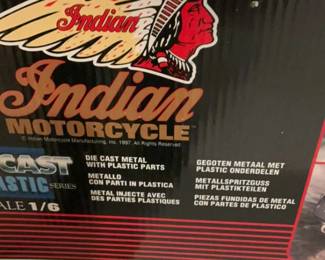 Indian
Indian
MOTORCYCLE™
© Indian Motorcycle Manufacturing, Inc. 1997. All Rights Reserved
CAST
ASTIC SERIES
ALE 1/6
DIE CAST METAL
WITH PLASTIC PARTS
METALLO
CON PARTI IN PLASTICA
METAL INJECTE AVEC
DES PARTIES PLASTIQUES
GEGOTEN METAAL MET
PLASTIC ONDERDELEN
METALLSPRITZGUSS
MIT PLASTIKTEILEN
PIEZAS FUNDIDAS DE METAL
CON PARTES DE PLASTICO